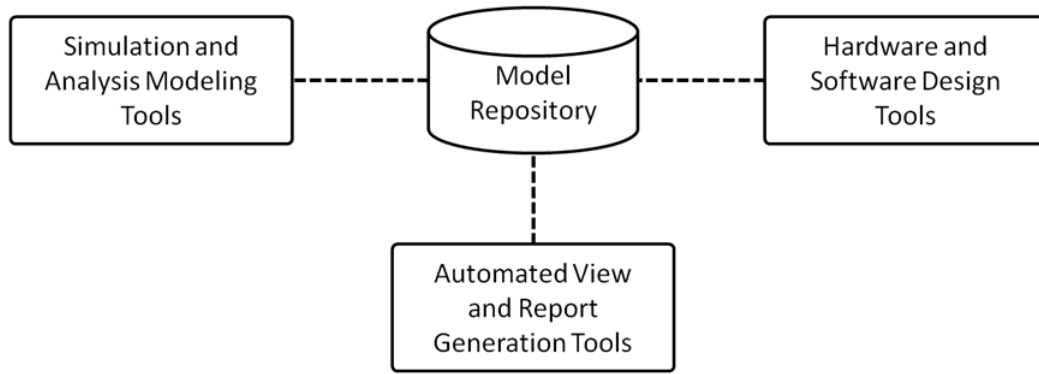 Simulation and
Analysis Modeling
Tools
Model
Repository
Hardware and
Software Design
Tools
Automated View
and Report
Generation Tools